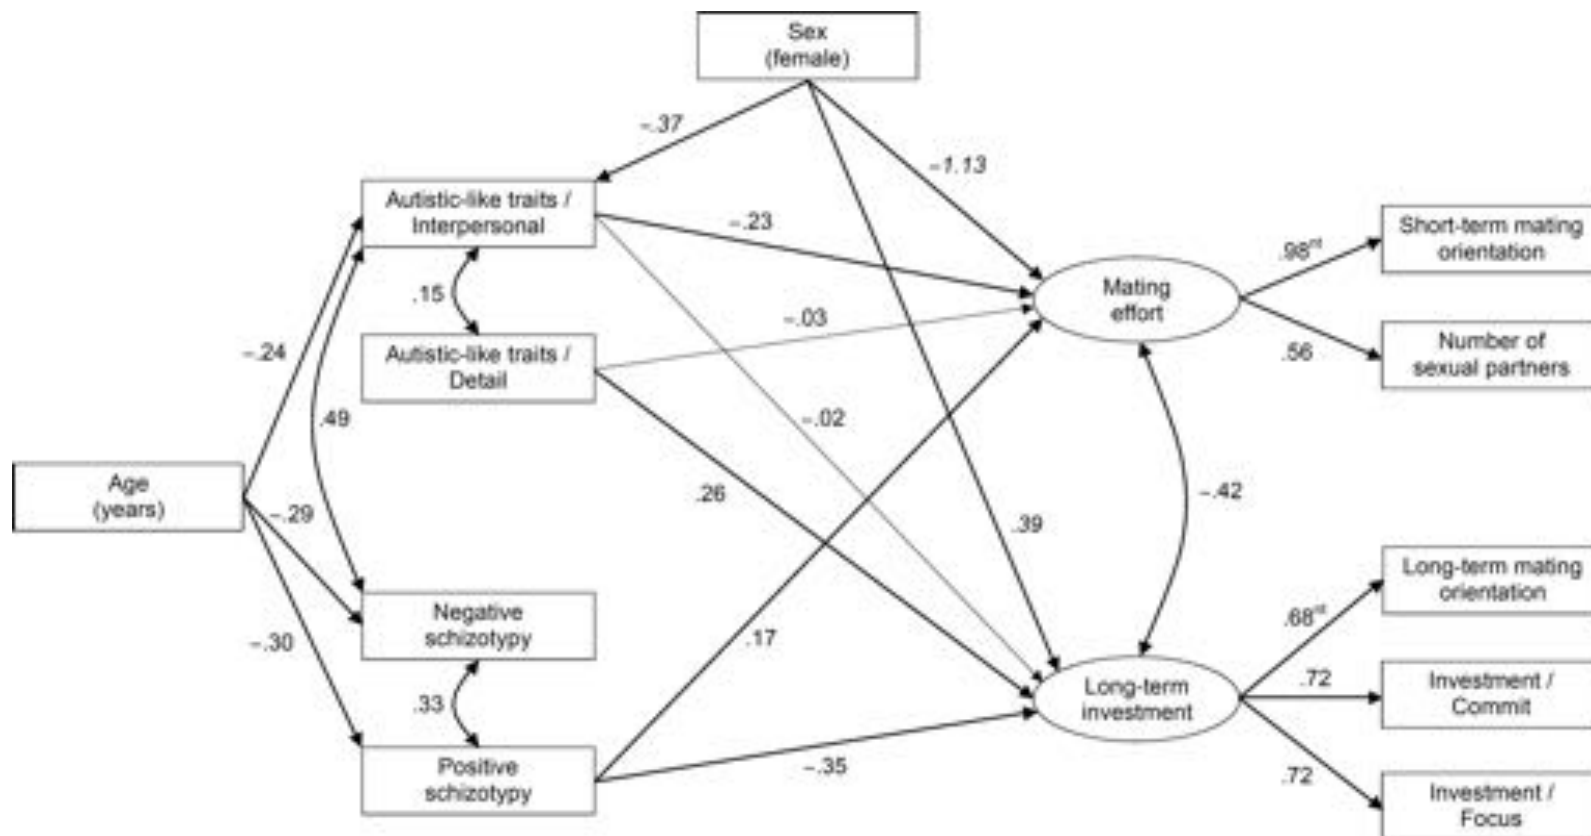 Sex
(female)
–.37
–1.13
Autistic-like traits /
Interpersonal
–.23
Short-term mating
orientation
.98ⁿᵗ
Mating
effort
.15
–.03
Number of
sexual partners
.56
Autistic-like traits /
Detail
–.24
.49
–.02
Age
(years)
–.29
.26
.39
–.42
Long-term mating
orientation
Negative
schizotypy
.68ⁿᵗ
–.30
.17
.72
Investment /
Commit
Long-term
investment
.33
Positive
schizotypy
–.35
.72
Investment /
Focus